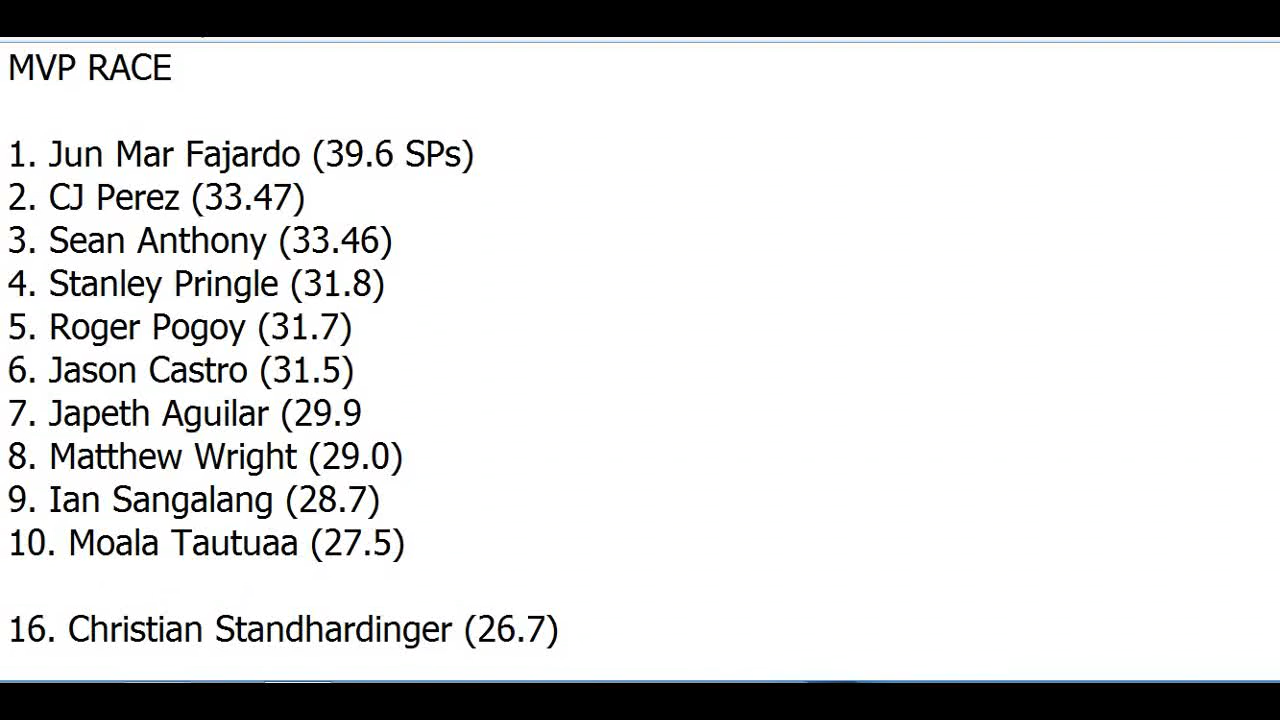 MVP RACE
1. Jun Mar Fajardo (39.6 SPs)
2. CJ Perez (33.47)
3. Sean Anthony (33.46)
4. Stanley Pringle (31.8)
5. Roger Pogoy (31.7)
6. Jason Castro (31.5)
7. Japeth Aguilar (29.9
8. Matthew Wright (29.0)
9. Ian Sangalang (28.7)
10. Moala Tautuaa (27.5)
16. Christian Standhardinger (26.7)